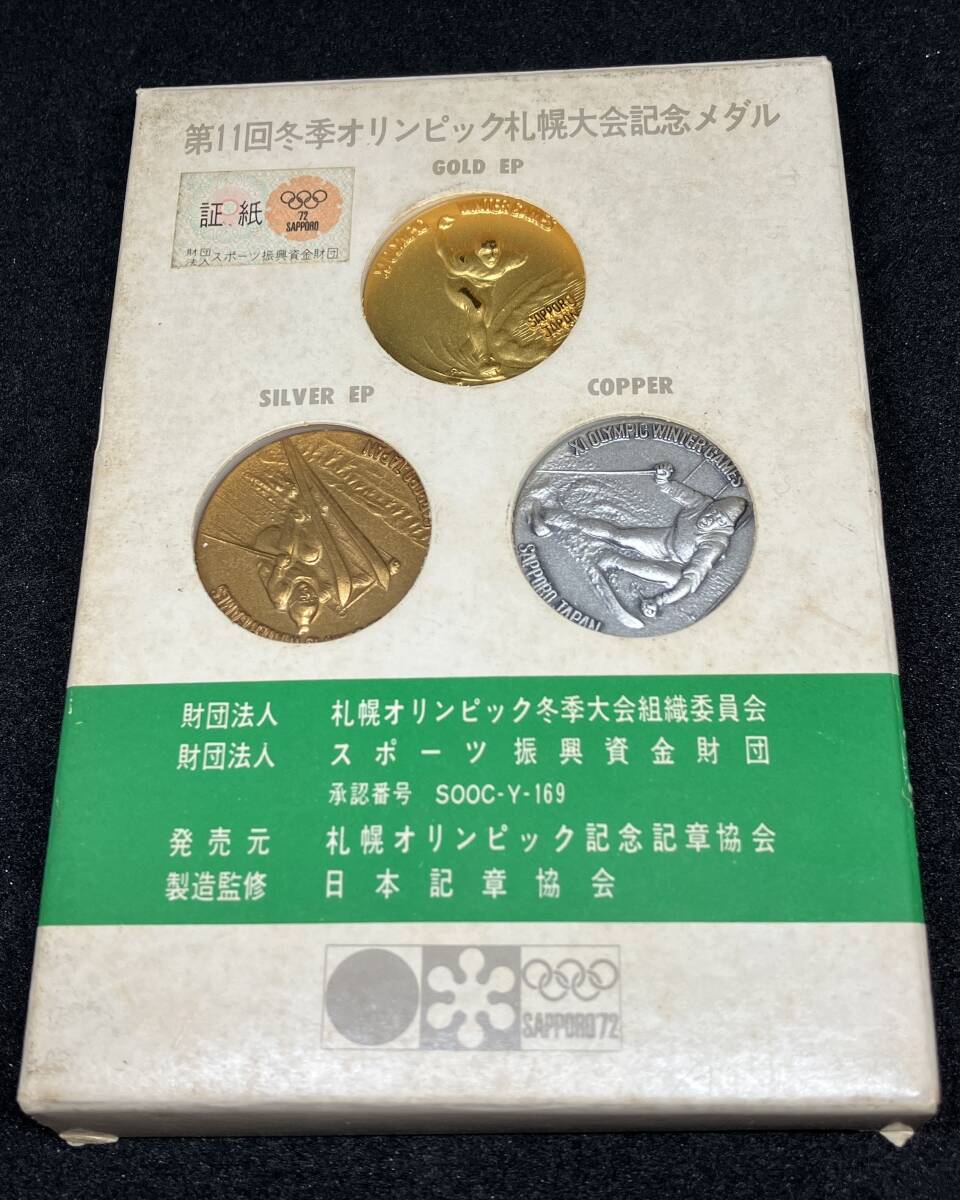 第11回冬季オリンピック札幌大会記念メダル
GOLD EP
証紙
'72
SAPPORO
財団法人スポーツ振興資金財団
WINTER GAMES
SAPPORO
JAPAN
SILVER EP
COPPER
SAPPORO JAPAN
XI OLYMPIC WINTER GAMES
SAPPORO JAPAN
財団法人 札幌オリンピック冬季大会組織委員会
財団法人 スポーツ振興資金財団
承認番号 SOOC-Y-169
発売元 札幌オリンピック記念記章協会
製造監修 日本記章協会
SAPPORO'72